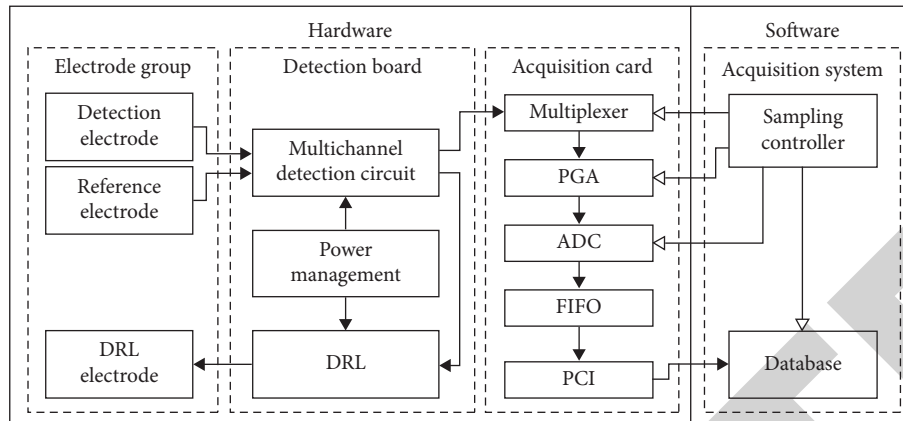 Hardware
Software
Electrode group
Detection board
Acquisition card
Acquisition system
Detection
electrode
Reference
electrode
DRL
electrode
Multichannel
detection circuit
Power
management
DRL
Multiplexer
PGA
ADC
FIFO
PCI
Sampling
controller
Database